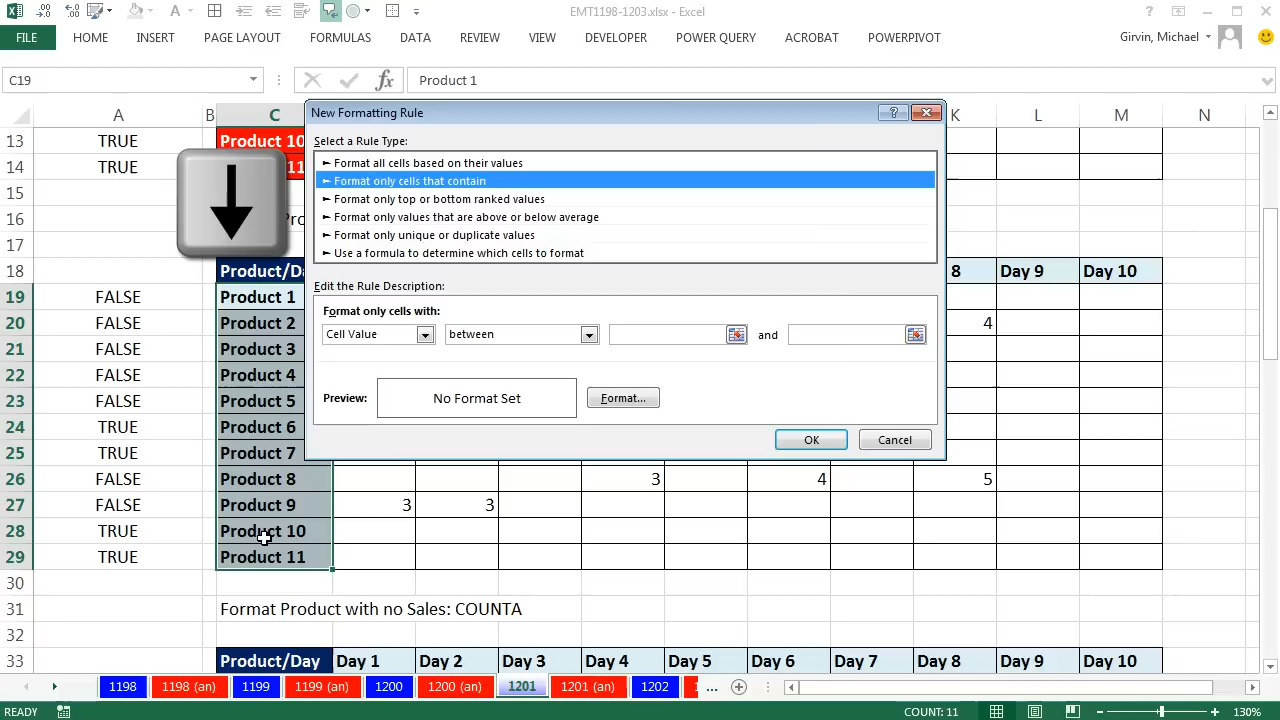 EMT1198-1203.xlsx - Excel
FILE HOME INSERT PAGE LAYOUT FORMULAS DATA REVIEW VIEW DEVELOPER POWER QUERY ACROBAT POWERPIVOT Girvin, Michael
C19 fx Product 1
A B C K L M N
13 TRUE Product 10
14 TRUE 11
15
16 Pro
17
18 Product/Da 8 Day 9 Day 10
19 FALSE Product 1
20 FALSE Product 2 4
21 FALSE Product 3
22 FALSE Product 4
23 FALSE Product 5
24 TRUE Product 6
25 TRUE Product 7
26 FALSE Product 8 3 4 5
27 FALSE Product 9 3 3
28 TRUE Product 10
29 TRUE Product 11
30
31 Format Product with no Sales: COUNTA
32
33 Product/Day Day 1 Day 2 Day 3 Day 4 Day 5 Day 6 Day 7 Day 8 Day 9 Day 10
New Formatting Rule
Select a Rule Type:
► Format all cells based on their values
► Format only cells that contain
► Format only top or bottom ranked values
► Format only values that are above or below average
► Format only unique or duplicate values
► Use a formula to determine which cells to format
Edit the Rule Description:
Format only cells with:
Cell Value between and
Preview: No Format Set Format...
OK Cancel
1198 1198 (an) 1199 1199 (an) 1200 1200 (an) 1201 1201 (an) 1202 1 ...
READY COUNT: 11 130%